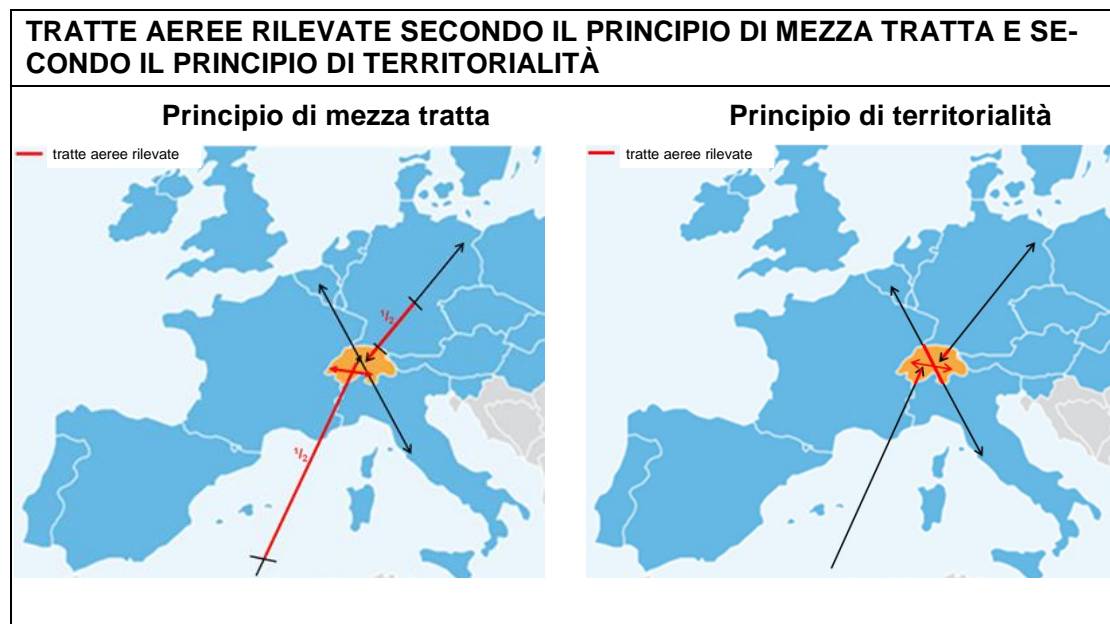 TRATTE AEREE RILEVATE SECONDO IL PRINCIPIO DI MEZZA TRATTA E SE-
CONDO IL PRINCIPIO DI TERRITORIALITÀ
Principio di mezza tratta
Principio di territorialità
tratte aeree rilevate
tratte aeree rilevate
1/2
1/2